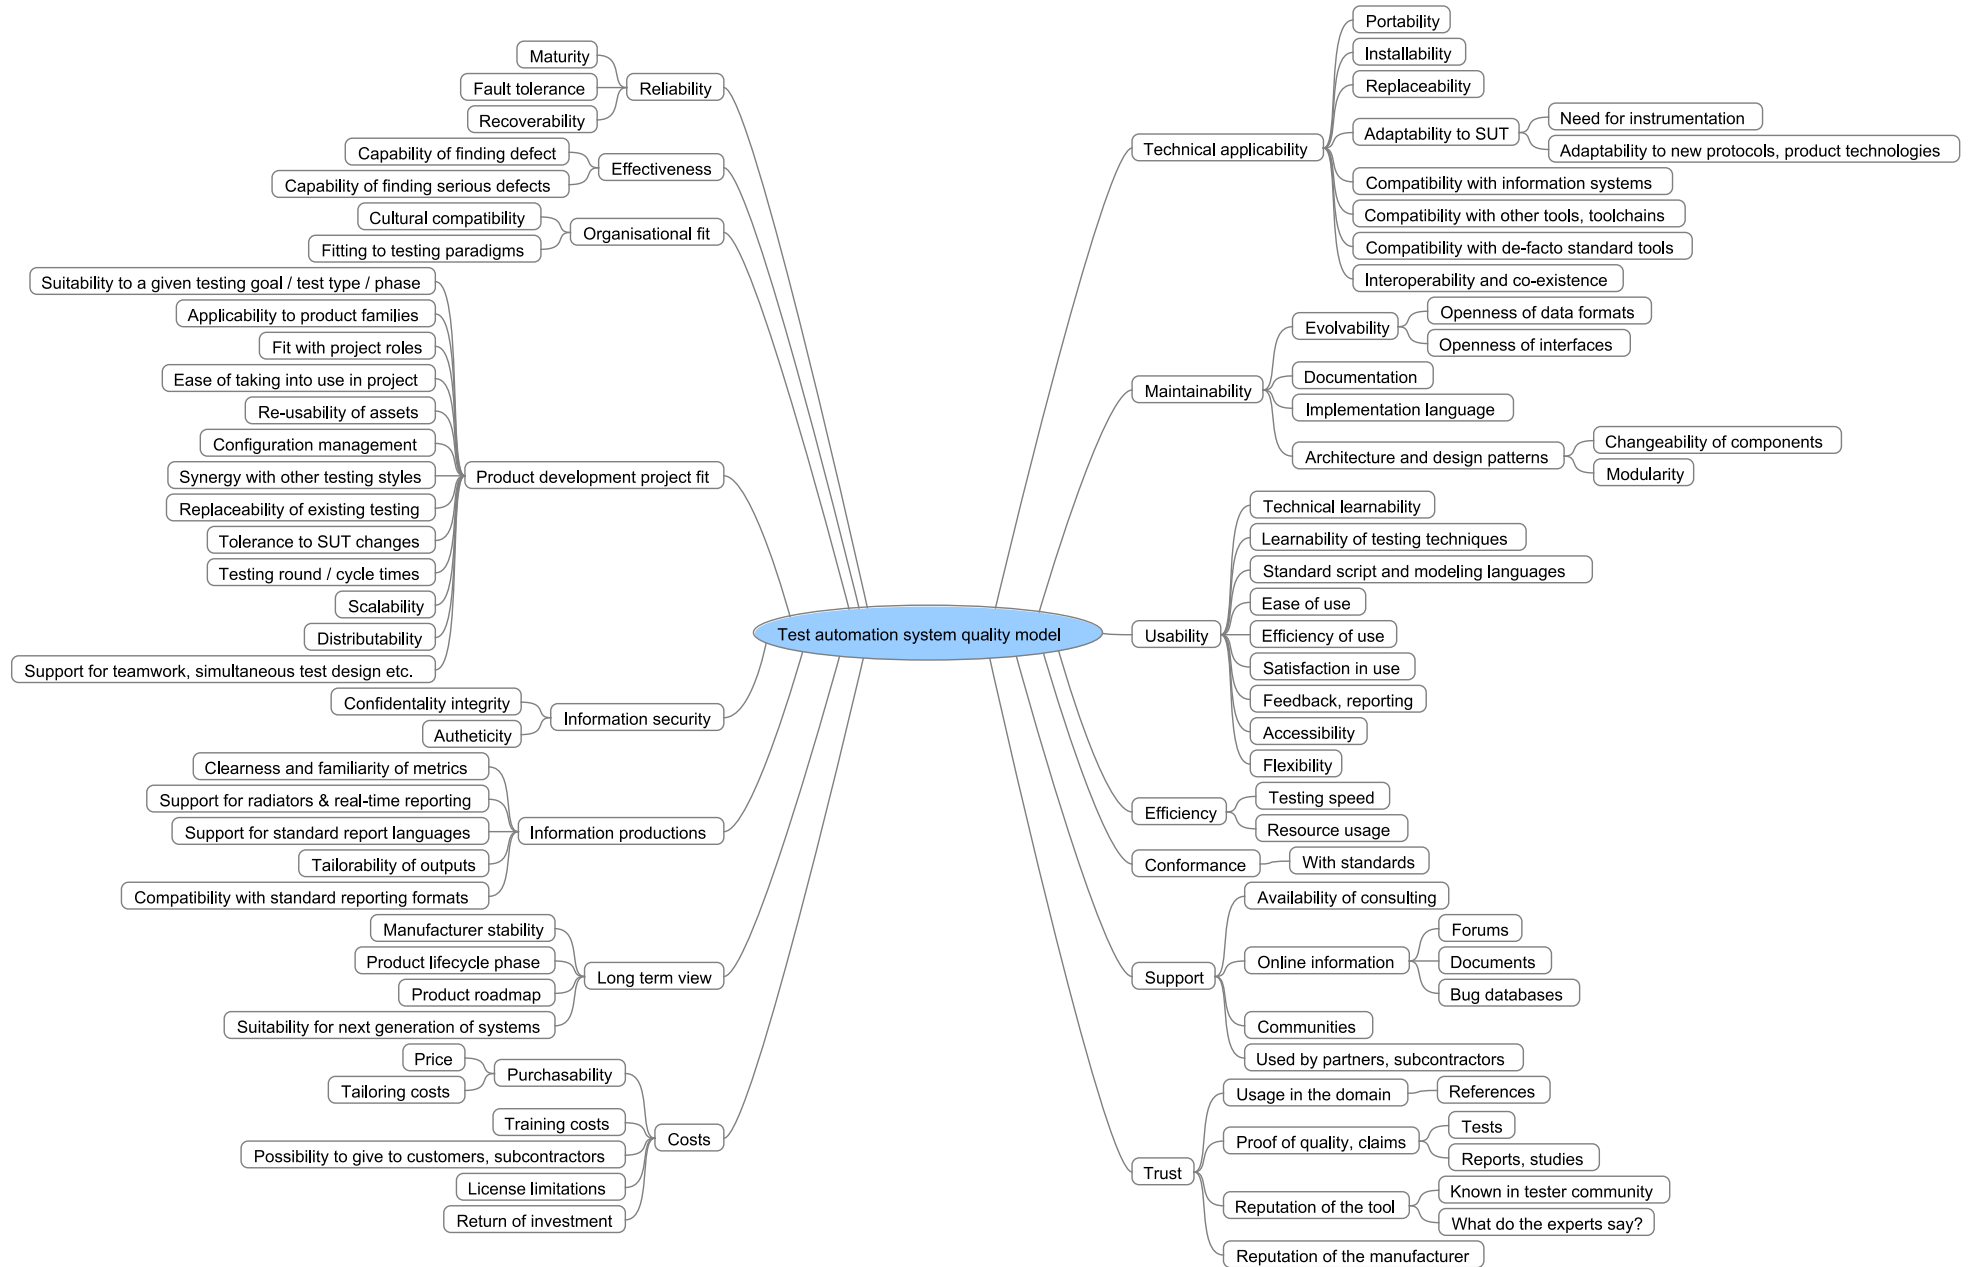 Test automation system quality model
Reliability
Maturity
Fault tolerance
Recoverability
Effectiveness
Capability of finding defect
Capability of finding serious defects
Organisational fit
Cultural compatibility
Fitting to testing paradigms
Product development project fit
Suitability to a given testing goal / test type / phase
Applicability to product families
Fit with project roles
Ease of taking into use in project
Re-usability of assets
Configuration management
Synergy with other testing styles
Replaceability of existing testing
Tolerance to SUT changes
Testing round / cycle times
Scalability
Distributability
Support for teamwork, simultaneous test design etc.
Information security
Confidentality integrity
Autheticity
Information productions
Clearness and familiarity of metrics
Support for radiators & real-time reporting
Support for standard report languages
Tailorability of outputs
Compatibility with standard reporting formats
Long term view
Manufacturer stability
Product lifecycle phase
Product roadmap
Suitability for next generation of systems
Costs
Purchasability
Price
Tailoring costs
Training costs
Possibility to give to customers, subcontractors
License limitations
Return of investment
Technical applicability
Portability
Installability
Replaceability
Adaptability to SUT
Need for instrumentation
Adaptability to new protocols, product technologies
Compatibility with information systems
Compatibility with other tools, toolchains
Compatibility with de-facto standard tools
Interoperability and co-existence
Maintainability
Evolvability
Openness of data formats
Openness of interfaces
Documentation
Implementation language
Architecture and design patterns
Changeability of components
Modularity
Usability
Technical learnability
Learnability of testing techniques
Standard script and modeling languages
Ease of use
Efficiency of use
Satisfaction in use
Feedback, reporting
Accessibility
Flexibility
Efficiency
Testing speed
Resource usage
Conformance
With standards
Support
Availability of consulting
Online information
Forums
Documents
Bug databases
Communities
Used by partners, subcontractors
Trust
Usage in the domain
References
Proof of quality, claims
Tests
Reports, studies
Reputation of the tool
Known in tester community
What do the experts say?
Reputation of the manufacturer